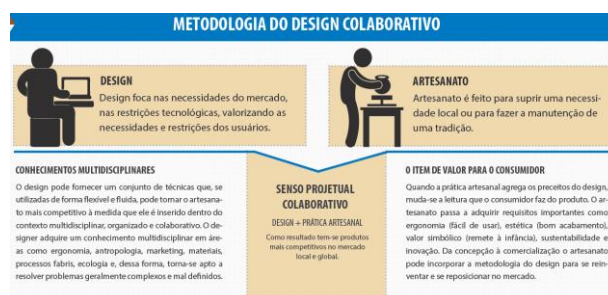 METODOLOGIA DO DESIGN COLABORATIVO
DESIGN
Design foca nas necessidades do mercado,
nas restrições tecnológicas, valorizando as
necessidades e restrições dos usuários.
ARTESANATO
Artesanato é feito para suprir uma necessi-
dade local ou para fazer a manutenção de
uma tradição.
CONHECIMENTOS MULTIDISCIPLINARES
O design pode fornecer um conjunto de técnicas que, se
utilizadas de forma flexível e fluida, pode tornar o artesana-
to mais competitivo à medida que ele é inserido dentro do
contexto multidisciplinar, organizado e colaborativo. O de-
signer adquire um conhecimento multidisciplinar em áre-
as como ergonomia, antropologia, marketing, materiais,
processos fabris, ecologia e, dessa forma, torna-se apto a
resolver problemas geralmente complexos e mal definidos.
SENSO PROJETUAL
COLABORATIVO
DESIGN + PRÁTICA ARTESANAL
Como resultado tem-se produtos
mais competitivos no mercado
local e global.
O ITEM DE VALOR PARA O CONSUMIDOR
Quando a prática artesanal agrega os preceitos do design,
muda-se a leitura que o consumidor faz do produto. O ar-
tesanato passa a adquirir requisitos importantes como
ergonomia (fácil de usar), estética (bom acabamento),
valor simbólico (remete à infância), sustentabilidade e
inovação. Da concepção à comercialização o artesanato
pode incorporar a metodologia do design para se rein-
ventar e se reposicionar no mercado.